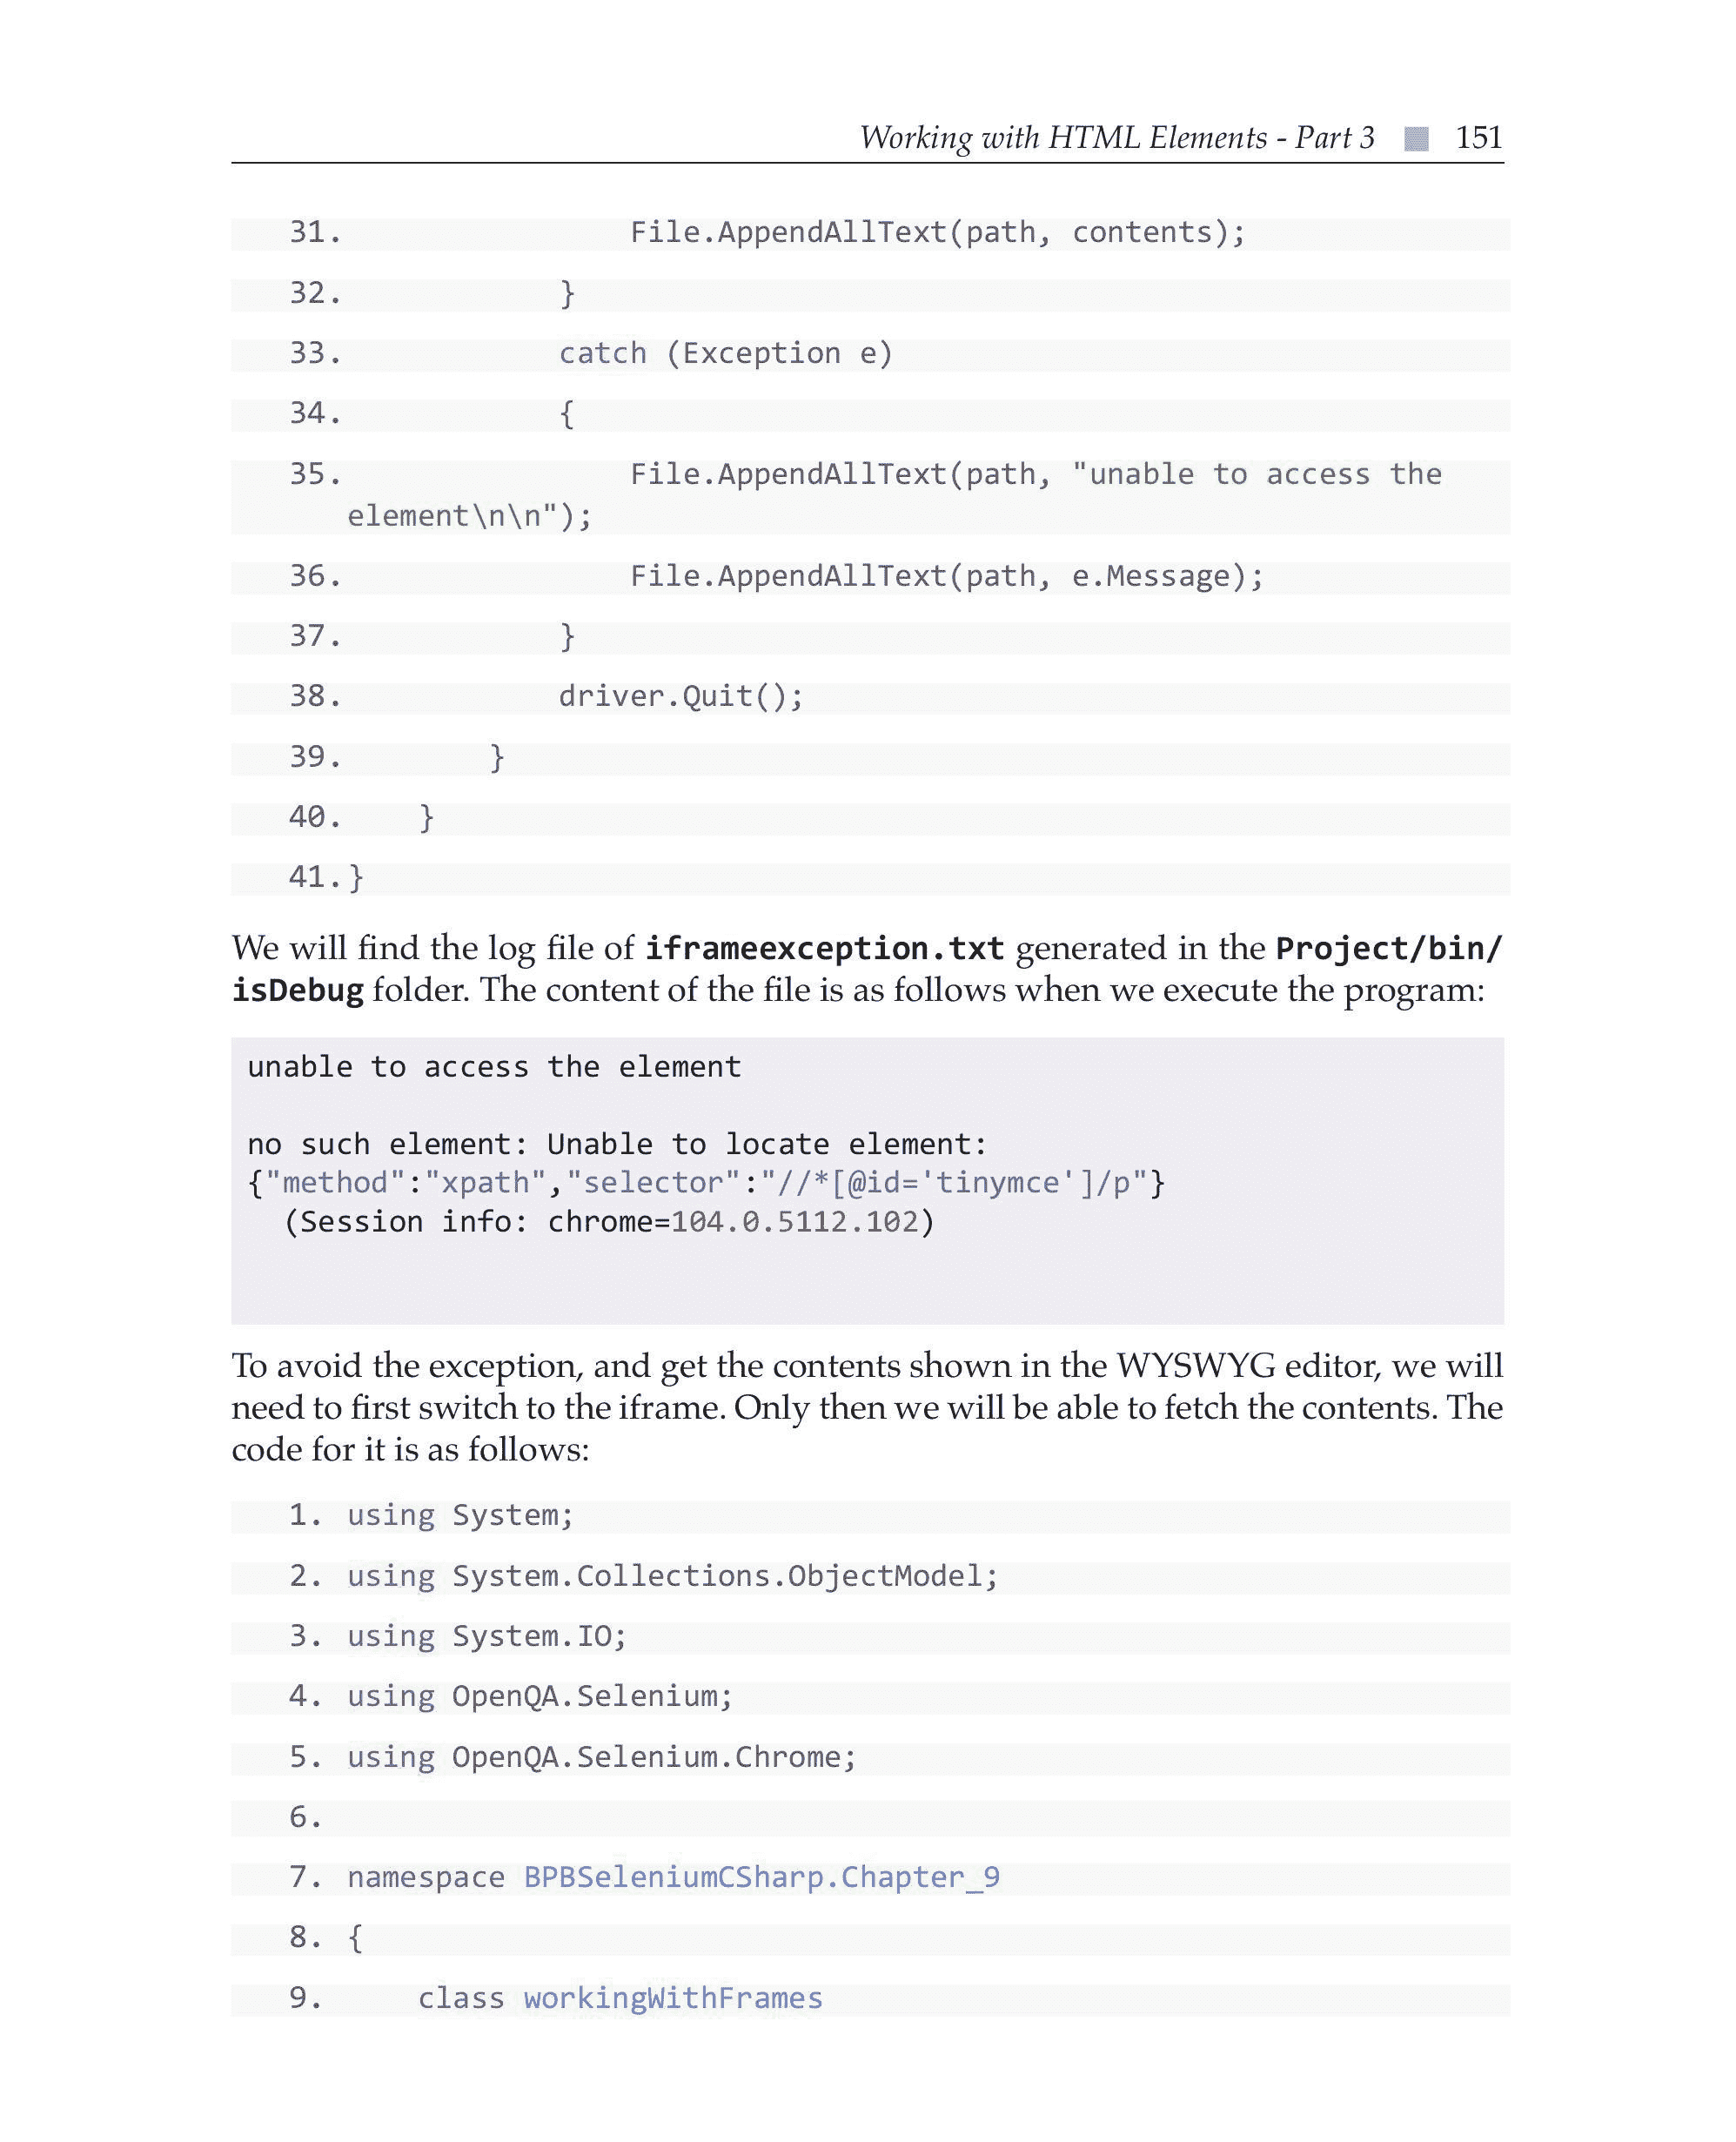 Working with HTML Elements - Part 3 151
31. File.AppendAllText(path, contents);
32. }
33. catch (Exception e)
34. {
35. File.AppendAllText(path, "unable to access the
element\n\n");
36. File.AppendAllText(path, e.Message);
37. }
38. driver.Quit();
39. }
40. }
41. }
We will find the log file of iframeexception.txt generated in the Project/bin/
isDebug folder. The content of the file is as follows when we execute the program:
unable to access the element
no such element: Unable to locate element:
{"method":"xpath","selector":"//*[@id='tinymce']/p"}
(Session info: chrome=104.0.5112.102)
To avoid the exception, and get the contents shown in the WYSWYG editor, we will
need to first switch to the iframe. Only then we will be able to fetch the contents. The
code for it is as follows:
1. using System;
2. using System.Collections.ObjectModel;
3. using System.IO;
4. using OpenQA.Selenium;
5. using OpenQA.Selenium.Chrome;
6.
7. namespace BPBSeleniumCSharp.Chapter_9
8. {
9. class workingWithFrames